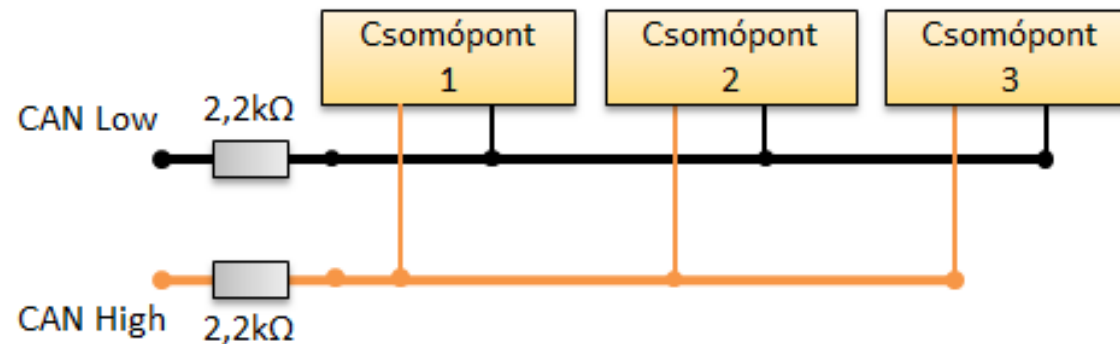 Csomópont
1
Csomópont
2
Csomópont
3
2,2kΩ
CAN Low
CAN High
2,2kΩ